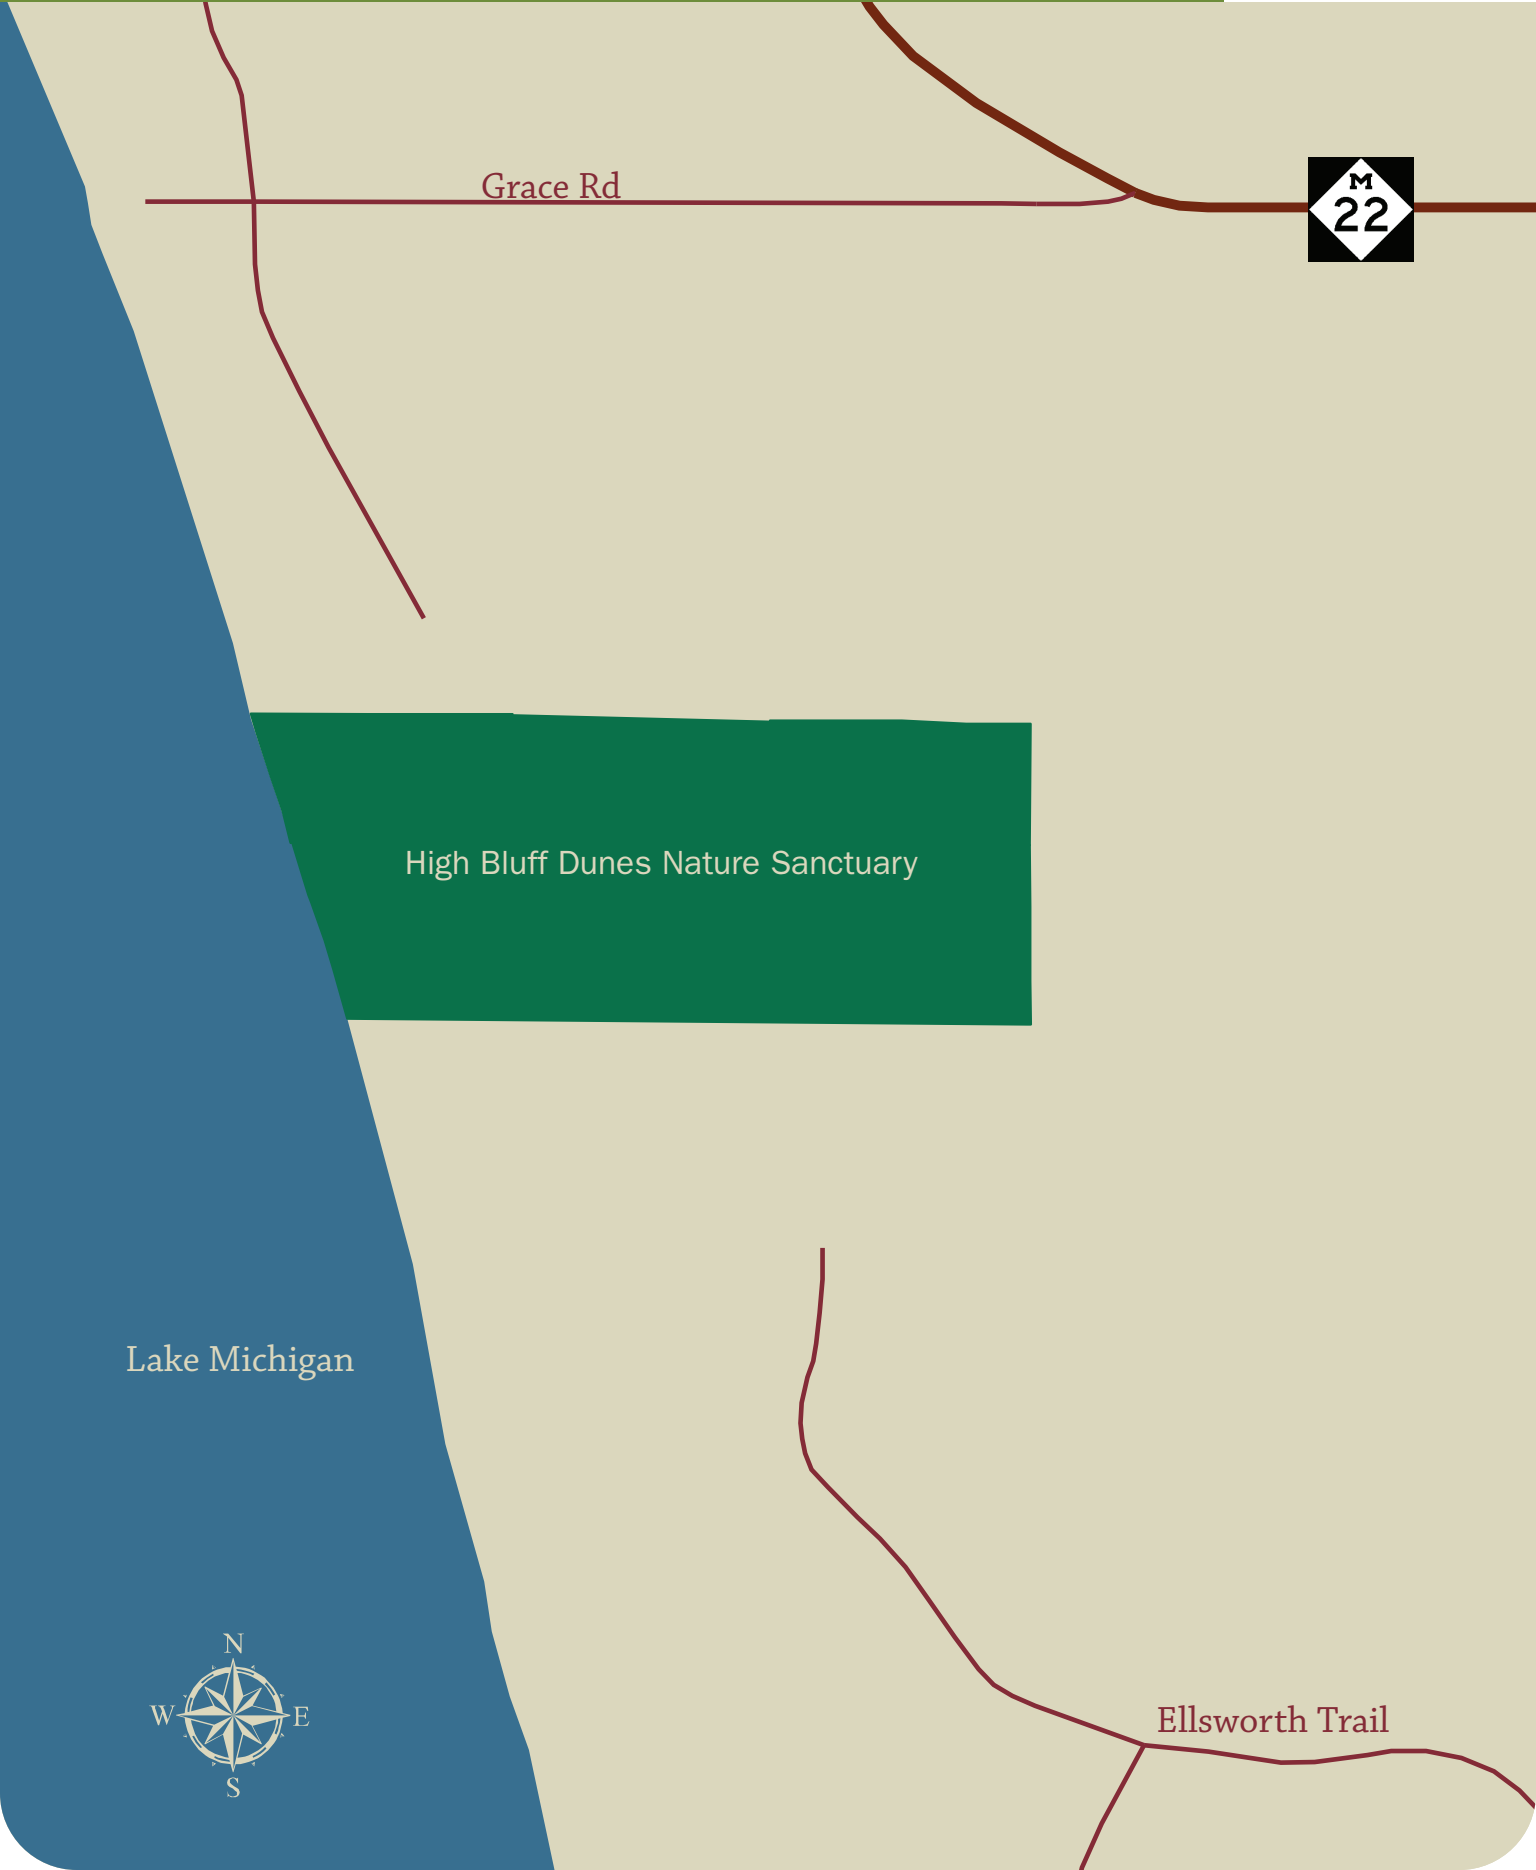 Grace Rd
M
22
High Bluff Dunes Nature Sanctuary
Lake Michigan
N
W
E
S
Ellsworth Trail